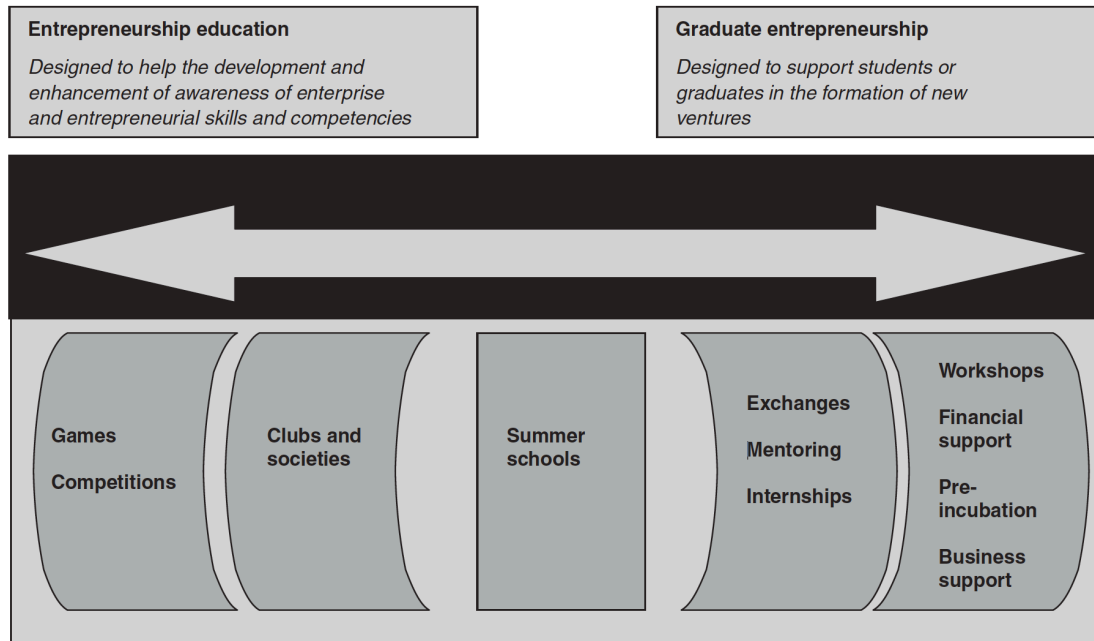 Entrepreneurship education
Designed to help the development and
enhancement of awareness of enterprise
and entrepreneurial skills and competencies
Graduate entrepreneurship
Designed to support students or
graduates in the formation of new
ventures
Games
Competitions
Clubs and
societies
Summer
schools
Exchanges
Mentoring
Internships
Workshops
Financial
support
Pre-
incubation
Business
support